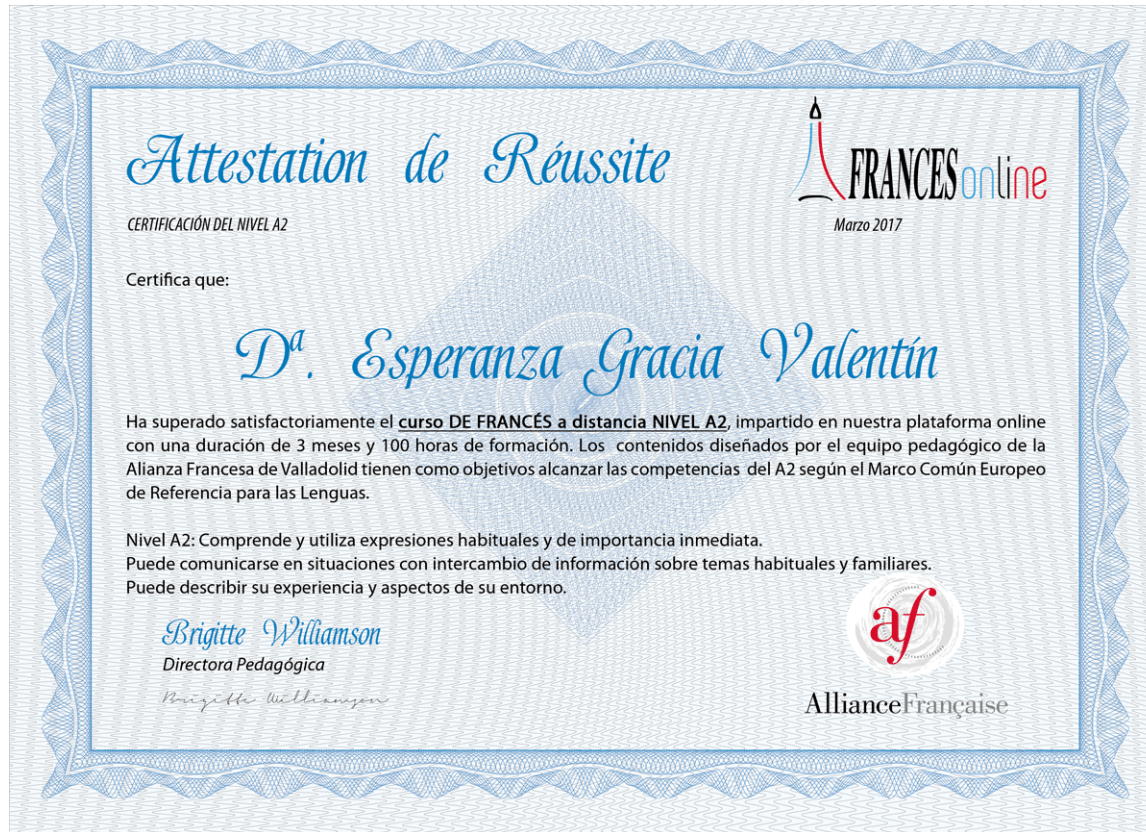 Attestation de Réussite
FRANCESonline
CERTIFICACIÓN DEL NIVEL A2
Marzo 2017
Certifica que:
Dª. Esperanza Gracia Valentín
Ha superado satisfactoriamente el curso DE FRANCÉS a distancia NIVEL A2, impartido en nuestra plataforma online
con una duración de 3 meses y 100 horas de formación. Los contenidos diseñados por el equipo pedagógico de la
Alianza Francesa de Valladolid tienen como objetivos alcanzar las competencias del A2 según el Marco Común Europeo
de Referencia para las Lenguas.
Nivel A2: Comprende y utiliza expresiones habituales y de importancia inmediata.
Puede comunicarse en situaciones con intercambio de información sobre temas habituales y familiares.
Puede describir su experiencia y aspectos de su entorno.
Brigitte Williamson
Directora Pedagógica
Brigitte Williamson
af
AllianceFrançaise